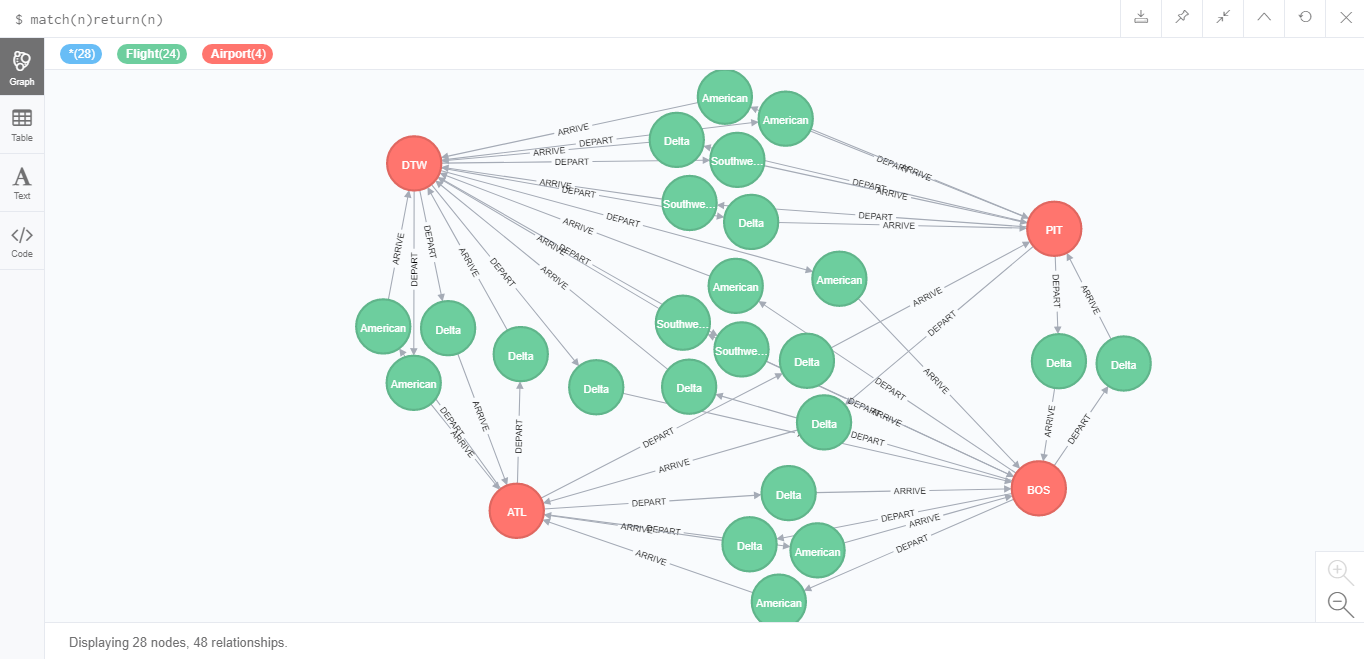 $ match(n)return(n)
*(28) Flight(24) Airport(4)
Graph
Table
Text
Code
American
American
ARRIVE
DEPART
Delta
ARRIVE
DEPART
Southwe...
DTW
DEPART
ARRIVE
DEPART
ARRIVE
ARRIVE
DEPART
Southwe...
Delta
DEPART
ARRIVE
PIT
DEPART
ARRIVE
ARRIVE
DEPART
DEPART
ARRIVE
DEPART
ARRIVE
DEPART
ARRIVE
American
American
DEPART
ARRIVE
ARRIVE
DEPART
American
Delta
Southwe...
Southwe...
Delta
Delta
Delta
Delta
American
Delta
Delta
Delta
ARRIVE
DEPART
DEPART
ARRIVE
DEPART
ARRIVE
DEPART
ARRIVE
Delta
DEPART
DEPART
DEPART
ARRIVE
DEPART
ARRIVE
ATL
DEPART
Delta
ARRIVE
BOS
ARRIVE
DEPART
DEPART
ARRIVE
Delta
American
DEPART
ARRIVE
American
Displaying 28 nodes, 48 relationships.